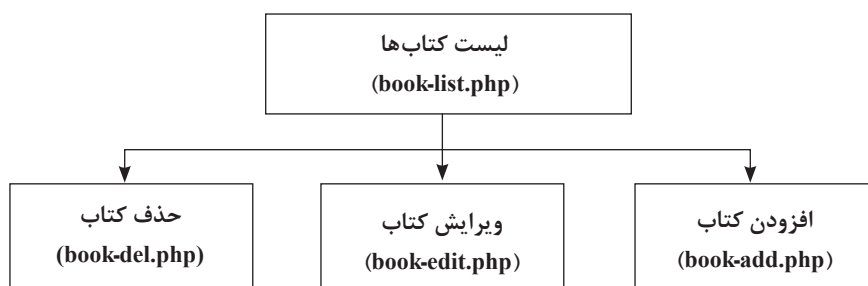 لیست کتاب‌ها
(book-list.php)
افزودن کتاب
(book-add.php)
ویرایش کتاب
(book-edit.php)
حذف کتاب
(book-del.php)